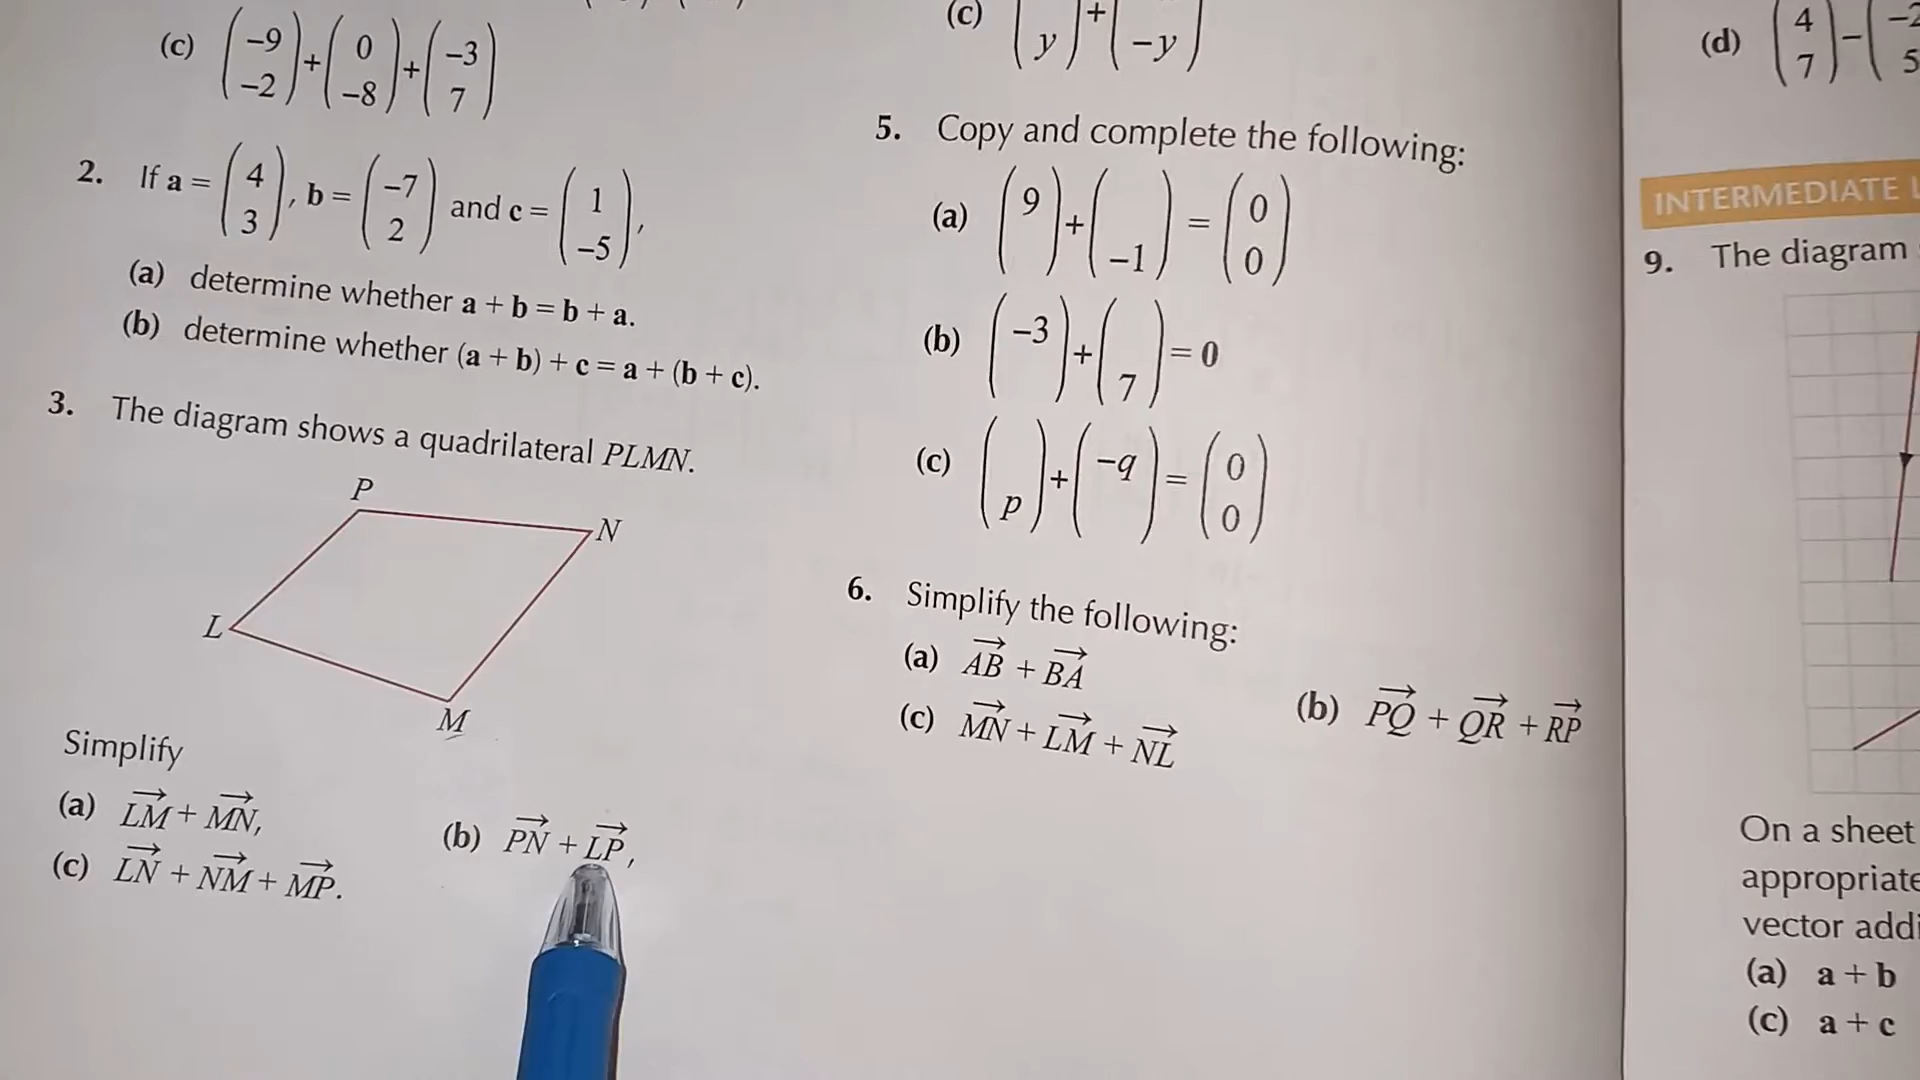 (c) (−9 −2) + (0 −8) + (−3 7)
2. If a = (4 3), b = (−7 2) and c = (1 −5),
(a) determine whether a + b = b + a.
(b) determine whether (a + b) + c = a + (b + c).
3. The diagram shows a quadrilateral PLMN.
P
N
L
M
Simplify
(a) LM + MN,
(b) PN + LP,
(c) LN + NM + MP.
(c) ( y) + ( −y)
5. Copy and complete the following:
(a) (9 ) + ( −1) = (0 0)
(b) (−3 ) + ( 7) = 0
(c) ( p) + (−q ) = (0 0)
6. Simplify the following:
(a) AB + BA
(b) PQ + QR + RP
(c) MN + LM + NL
(d) (4 7) − ( 5
INTERMEDIATE
9. The diagram
On a sheet
appropriate
vector
(a) a + b
(c) a + c